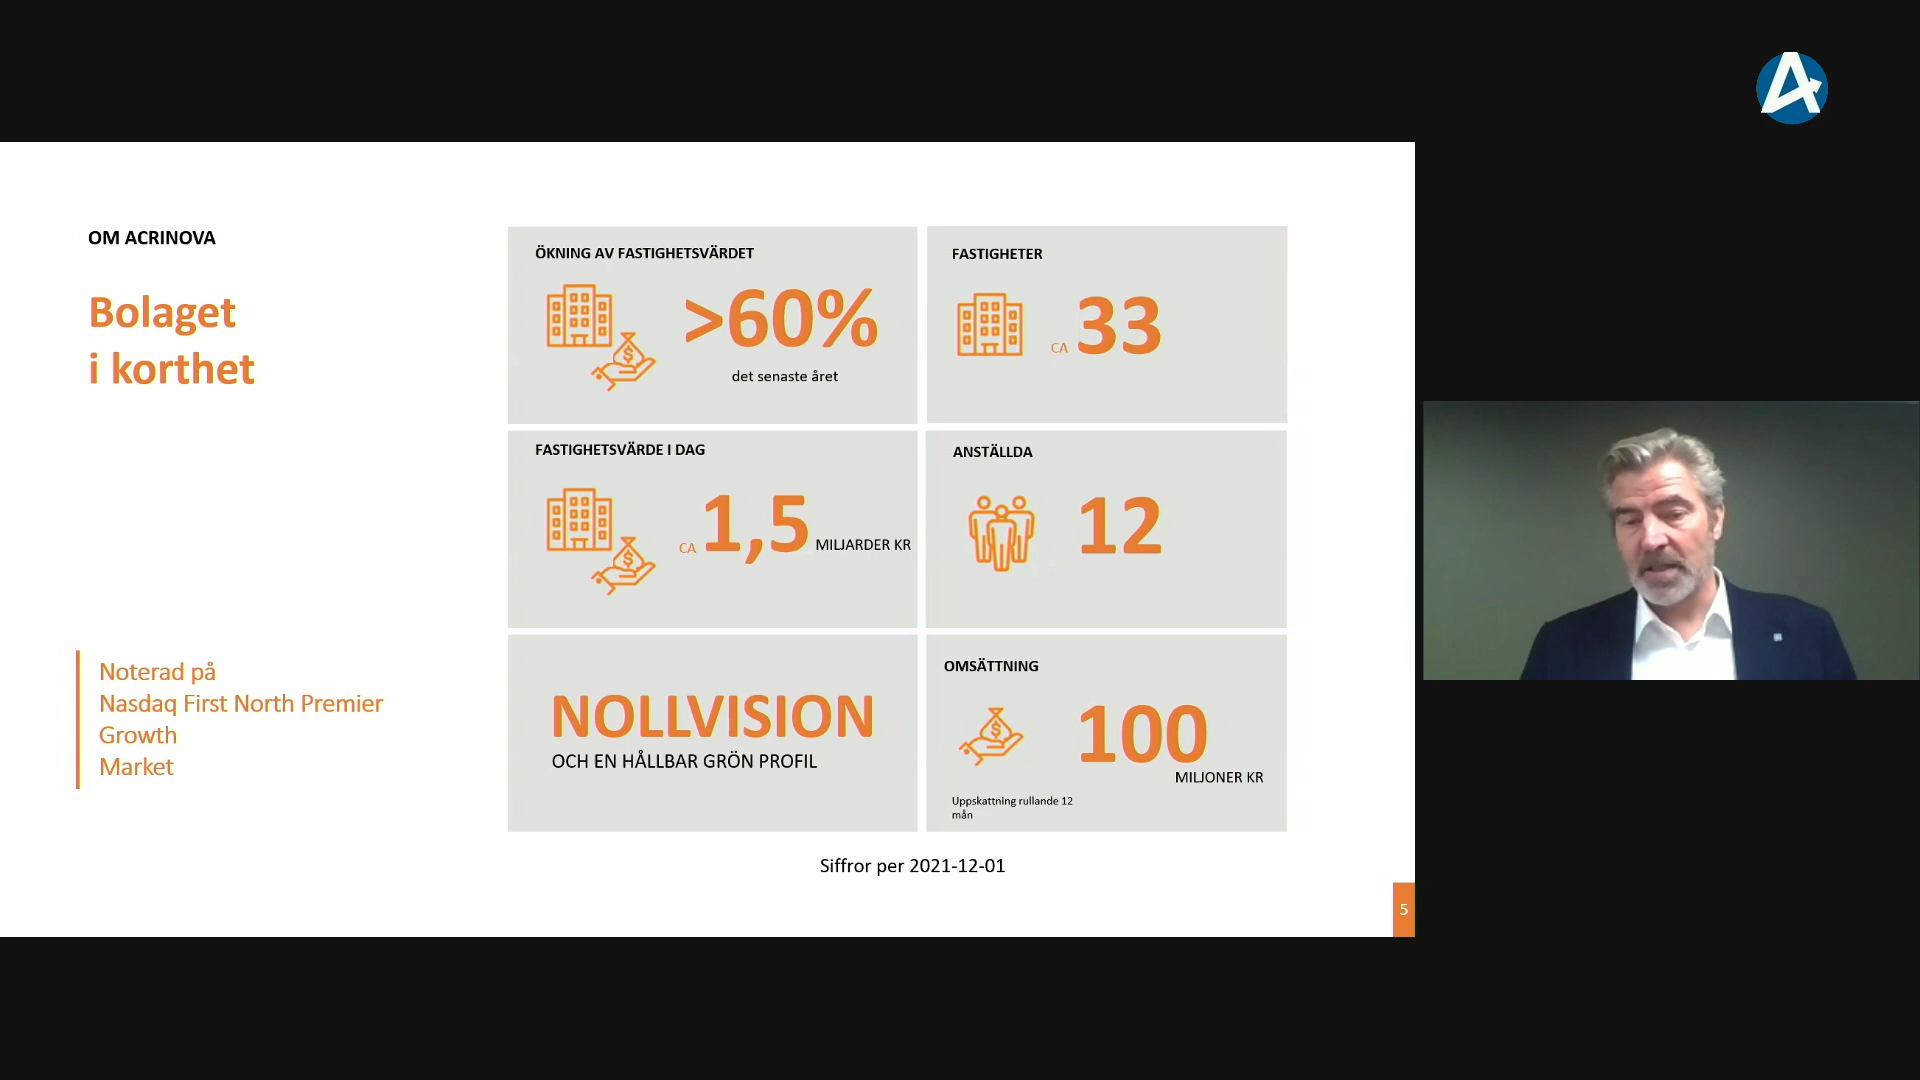 OM ACRINOVA
Bolaget
i korthet
Noterad på
Nasdaq First North Premier
Growth
Market
ÖKNING AV FASTIGHETSVÄRDET
>60%
det senaste året
FASTIGHETER
CA 33
FASTIGHETSVÄRDE I DAG
CA 1,5 MILJARDER KR
ANSTÄLLDA
12
NOLLVISION
OCH EN HÅLLBAR GRÖN PROFIL
OMSÄTTNING
100
MILJONER KR
Uppskattning rullande 12
mån
Siffror per 2021-12-01
5